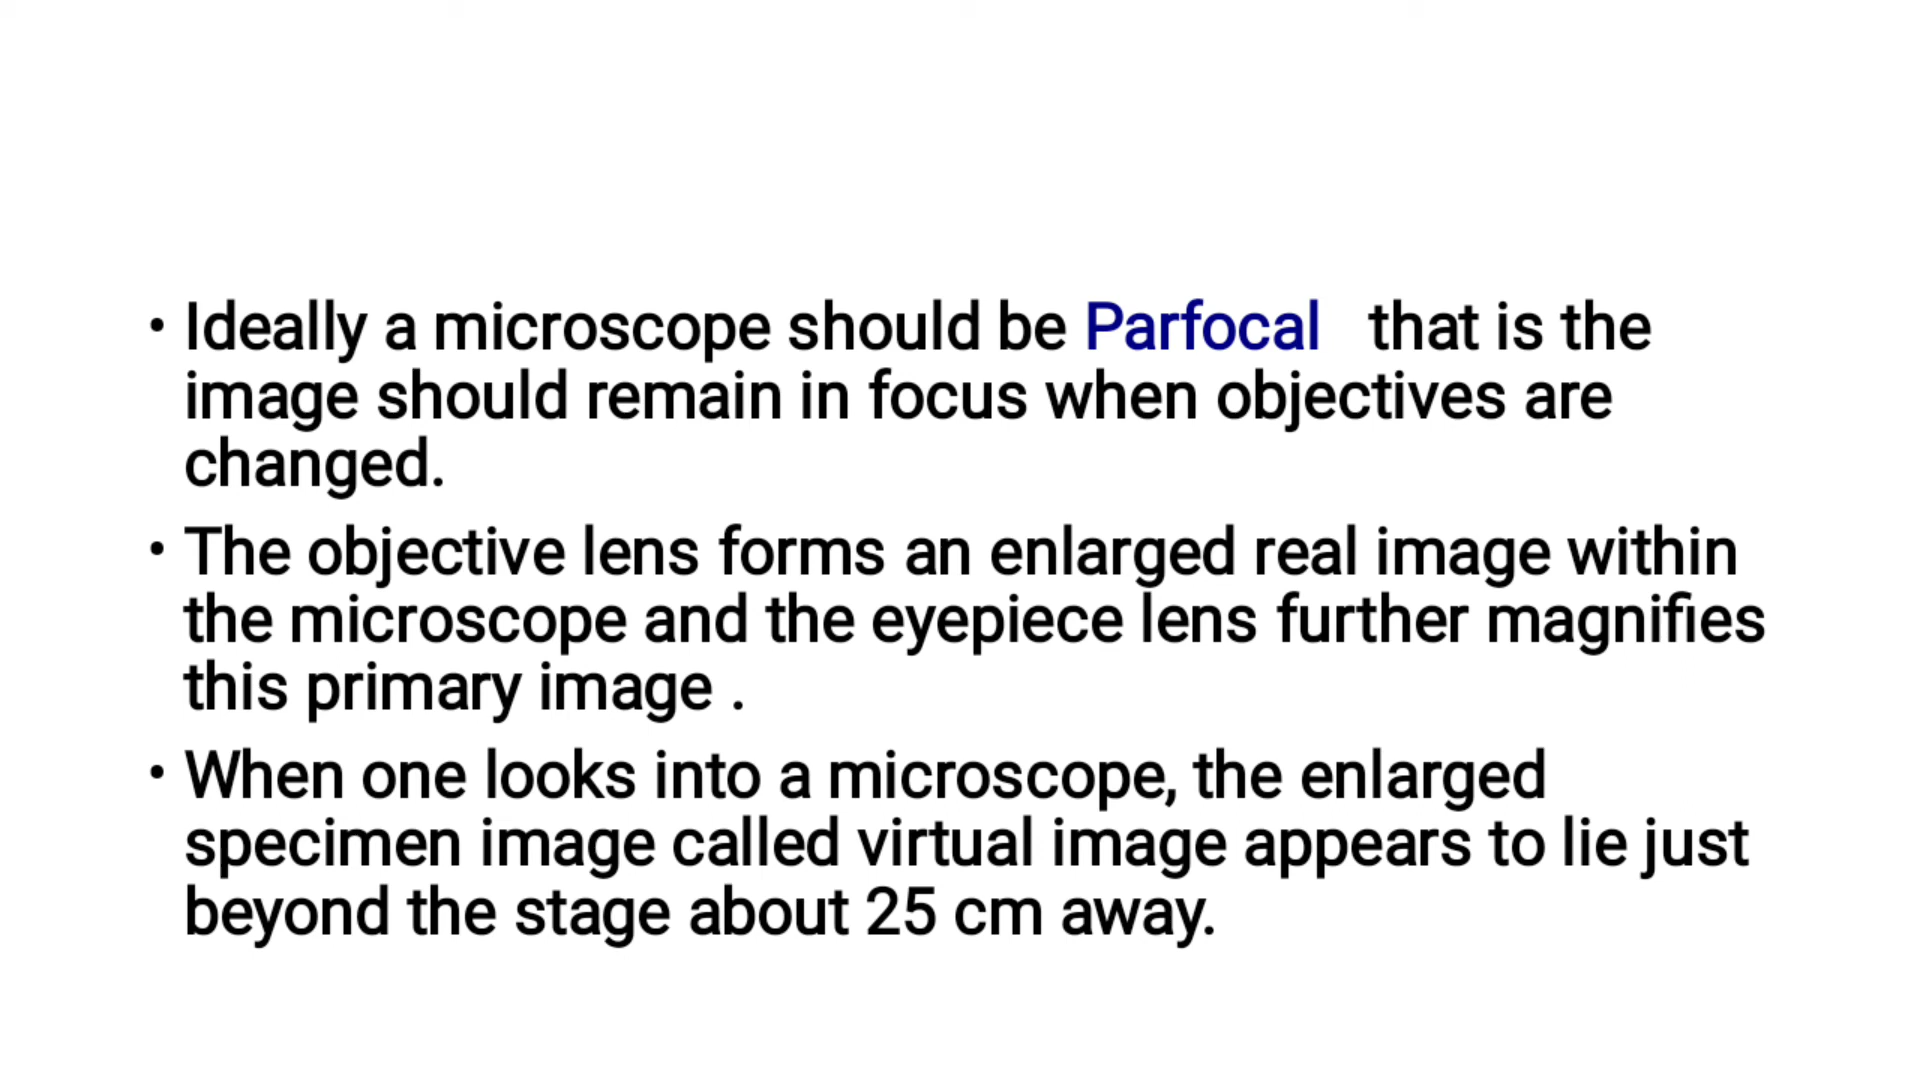 • Ideally a microscope should be Parfocal   that is the
image should remain in focus when objectives are
changed.
• The objective lens forms an enlarged real image within
the microscope and the eyepiece lens further magnifies
this primary image .
• When one looks into a microscope, the enlarged
specimen image called virtual image appears to lie just
beyond the stage about 25 cm away.